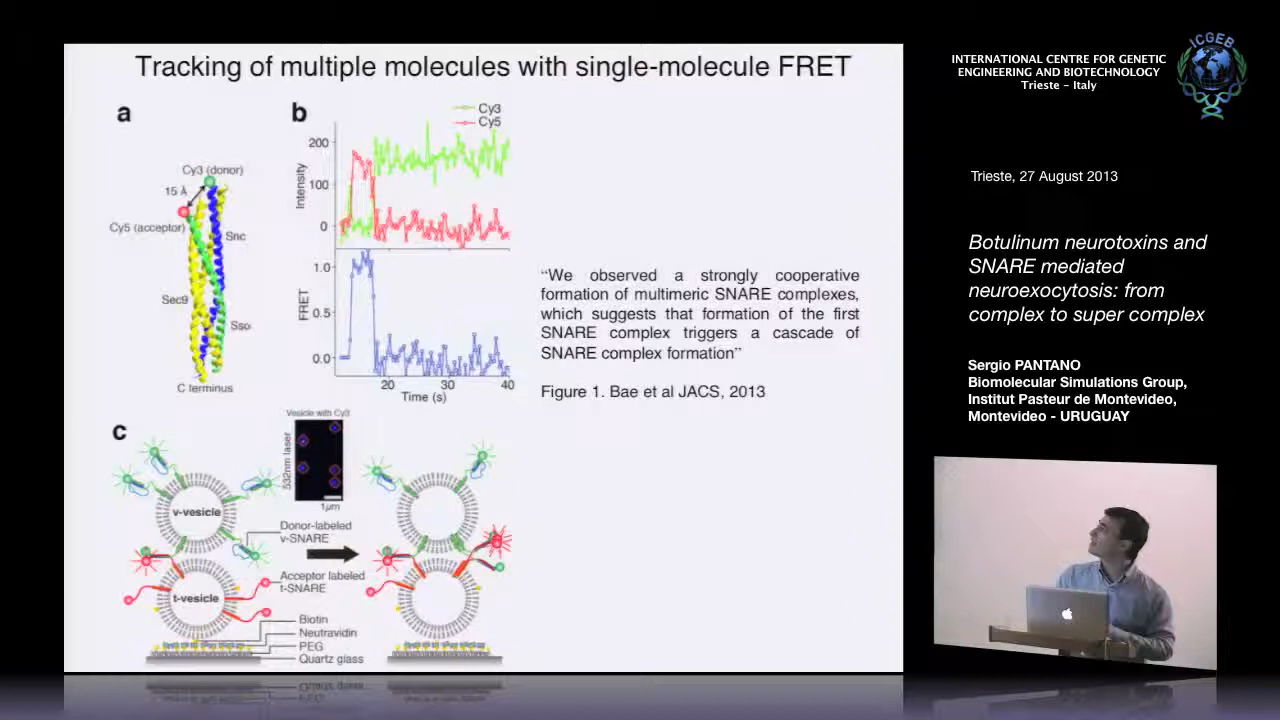 Tracking of multiple molecules with single-molecule FRET
a
Cy3 (donor)
15 Å
Cy5 (acceptor)
Snc
Sec9
Sso
C terminus
b
Cy3
Cy5
Intensity
200
100
0
FRET
1.0
0.5
0.0
20
30
40
Time (s)
“We observed a strongly cooperative
formation of multimeric SNARE complexes,
which suggests that formation of the first
SNARE complex triggers a cascade of
SNARE complex formation”
Figure 1. Bae et al JACS, 2013
c
Vesicle with Cy3
532nm laser
1µm
v-vesicle
Donor-labeled
v-SNARE
Acceptor labeled
t-SNARE
t-vesicle
Biotin
Neutravidin
PEG
Quartz glass
INTERNATIONAL CENTRE FOR GENETIC
ENGINEERING AND BIOTECHNOLOGY
Trieste - Italy
ICGEB
Trieste, 27 August 2013
Botulinum neurotoxins and
SNARE mediated
neuroexocytosis: from
complex to super complex
Sergio PANTANO
Biomolecular Simulations Group,
Institut Pasteur de Montevideo,
Montevideo - URUGUAY